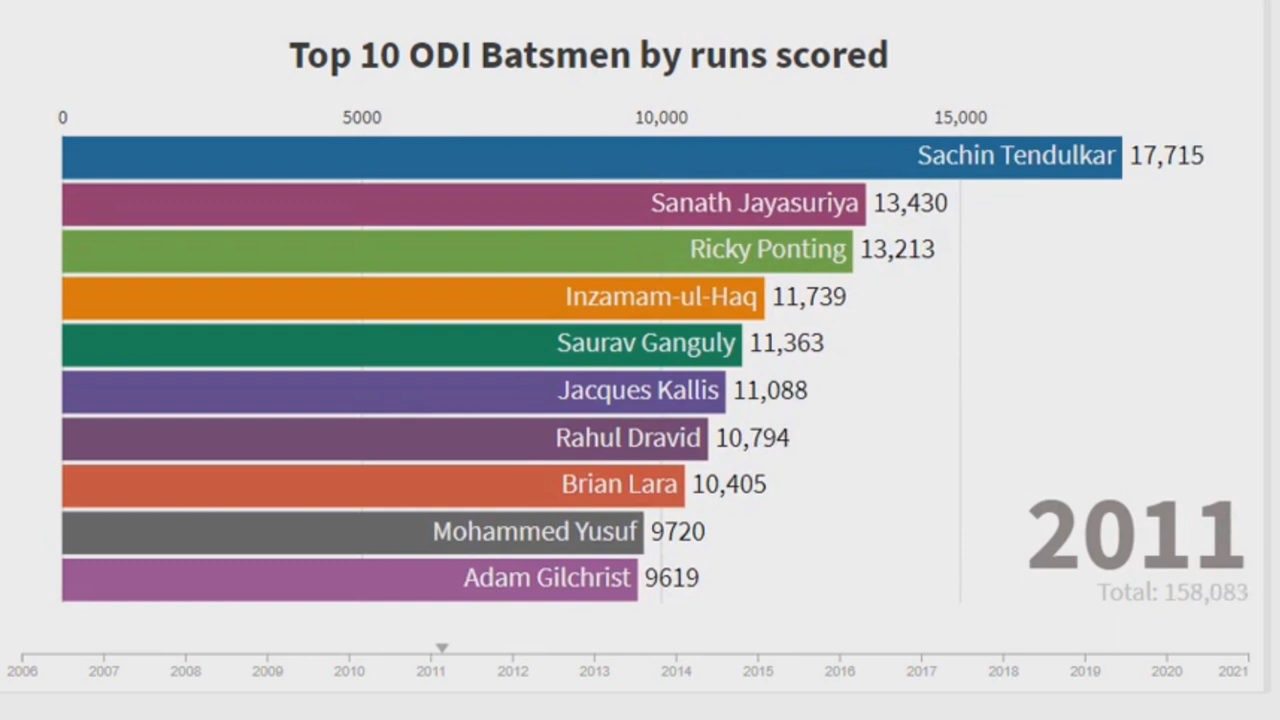 Top 10 ODI Batsmen by runs scored
0 5000 10,000 15,000
Sachin Tendulkar 17,715
Sanath Jayasuriya 13,430
Ricky Ponting 13,213
Inzamam-ul-Haq 11,739
Saurav Ganguly 11,363
Jacques Kallis 11,088
Rahul Dravid 10,794
Brian Lara 10,405
Mohammed Yusuf 9720
Adam Gilchrist 9619
2011
Total: 158,083
2006 2007 2008 2009 2010 2011 2012 2013 2014 2015 2016 2017 2018 2019 2020 2021